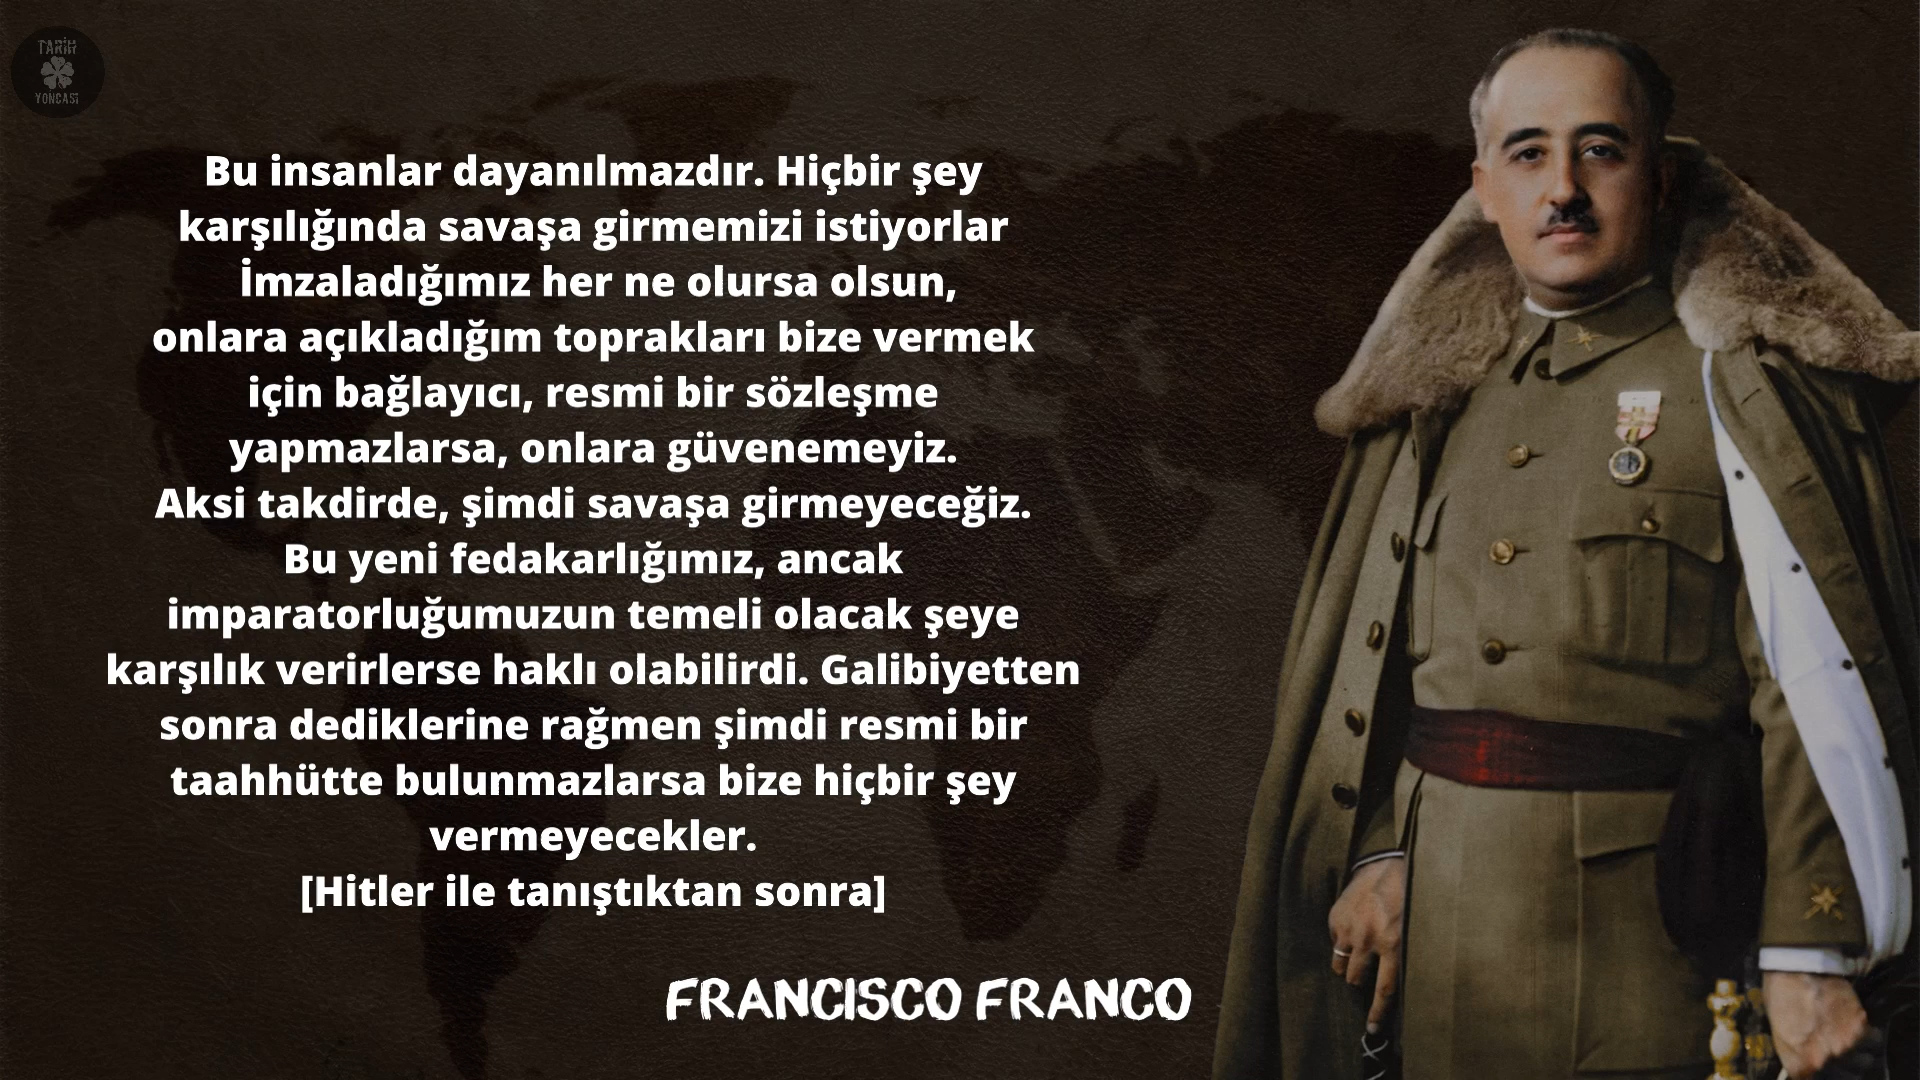 TARİH
YONCASI
Bu insanlar dayanılmazdır. Hiçbir şey
karşılığında savaşa girmemizi istiyorlar
İmzaladığımız her ne olursa olsun,
onlara açıkladığım toprakları bize vermek
için bağlayıcı, resmi bir sözleşme
yapmazlarsa, onlara güvenemeyiz.
Aksi takdirde, şimdi savaşa girmeyeceğiz.
Bu yeni fedakarlığımız, ancak
imparatorluğumuzun temeli olacak şeye
karşılık verirlerse haklı olabilirdi. Galibiyetten
sonra dediklerine rağmen şimdi resmi bir
taahhütte bulunmazlarsa bize hiçbir şey
vermeyecekler.
[Hitler ile tanıştıktan sonra]
FRANCISCO FRANCO